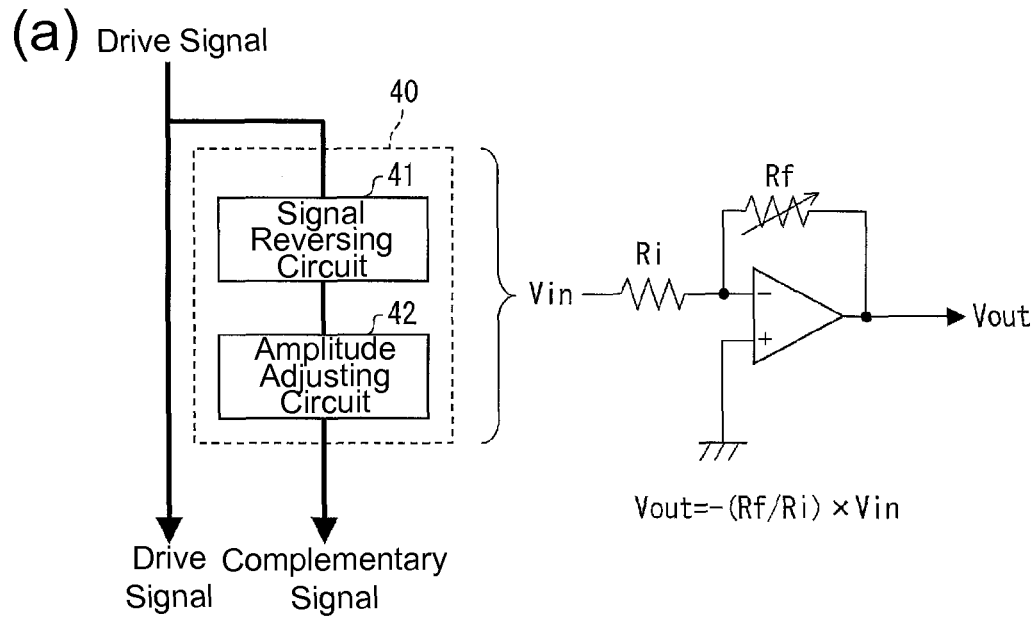 (a)
Drive Signal
40
41
Signal
Reversing
Circuit
42
Amplitude
Adjusting
Circuit
Drive
Signal
Complementary
Signal
Vin
Ri
Rf
−
+
Vout
Vout=-(Rf/Ri)×Vin